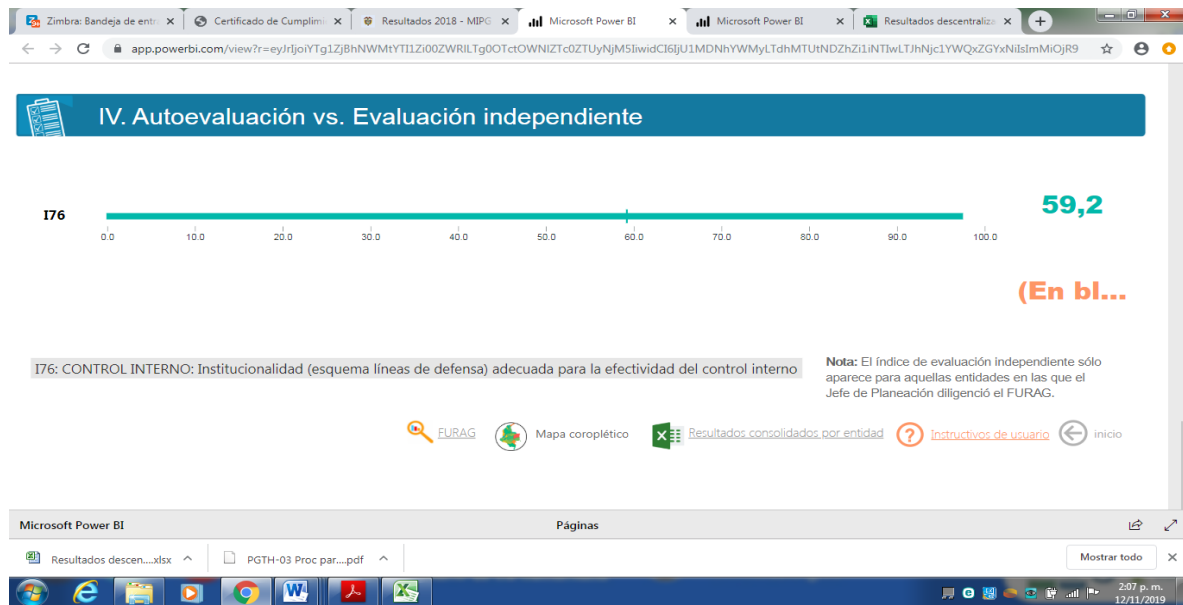 Zimbra: Bandeja de entr
Certificado de Cumplimi
Resultados 2018 - MIPG
Microsoft Power BI
Microsoft Power BI
Resultados descentraliza
IV. Autoevaluación vs. Evaluación independiente
I76
59,2
0.0 10.0 20.0 30.0 40.0 50.0 60.0 70.0 80.0 90.0 100.0
(En bl...
I76: CONTROL INTERNO: Institucionalidad (esquema líneas de defensa) adecuada para la efectividad del control interno
Nota: El índice de evaluación independiente sólo
aparece para aquellas entidades en las que el
Jefe de Planeación diligenció el FURAG.
FURAG
Mapa coroplético
Resultados consolidados por entidad
Instructivos de usuario
inicio
Microsoft Power BI
Páginas
Resultados descen....xlsx
PGTH-03 Proc par....pdf
Mostrar todo
2:07 p. m.
12/11/2019